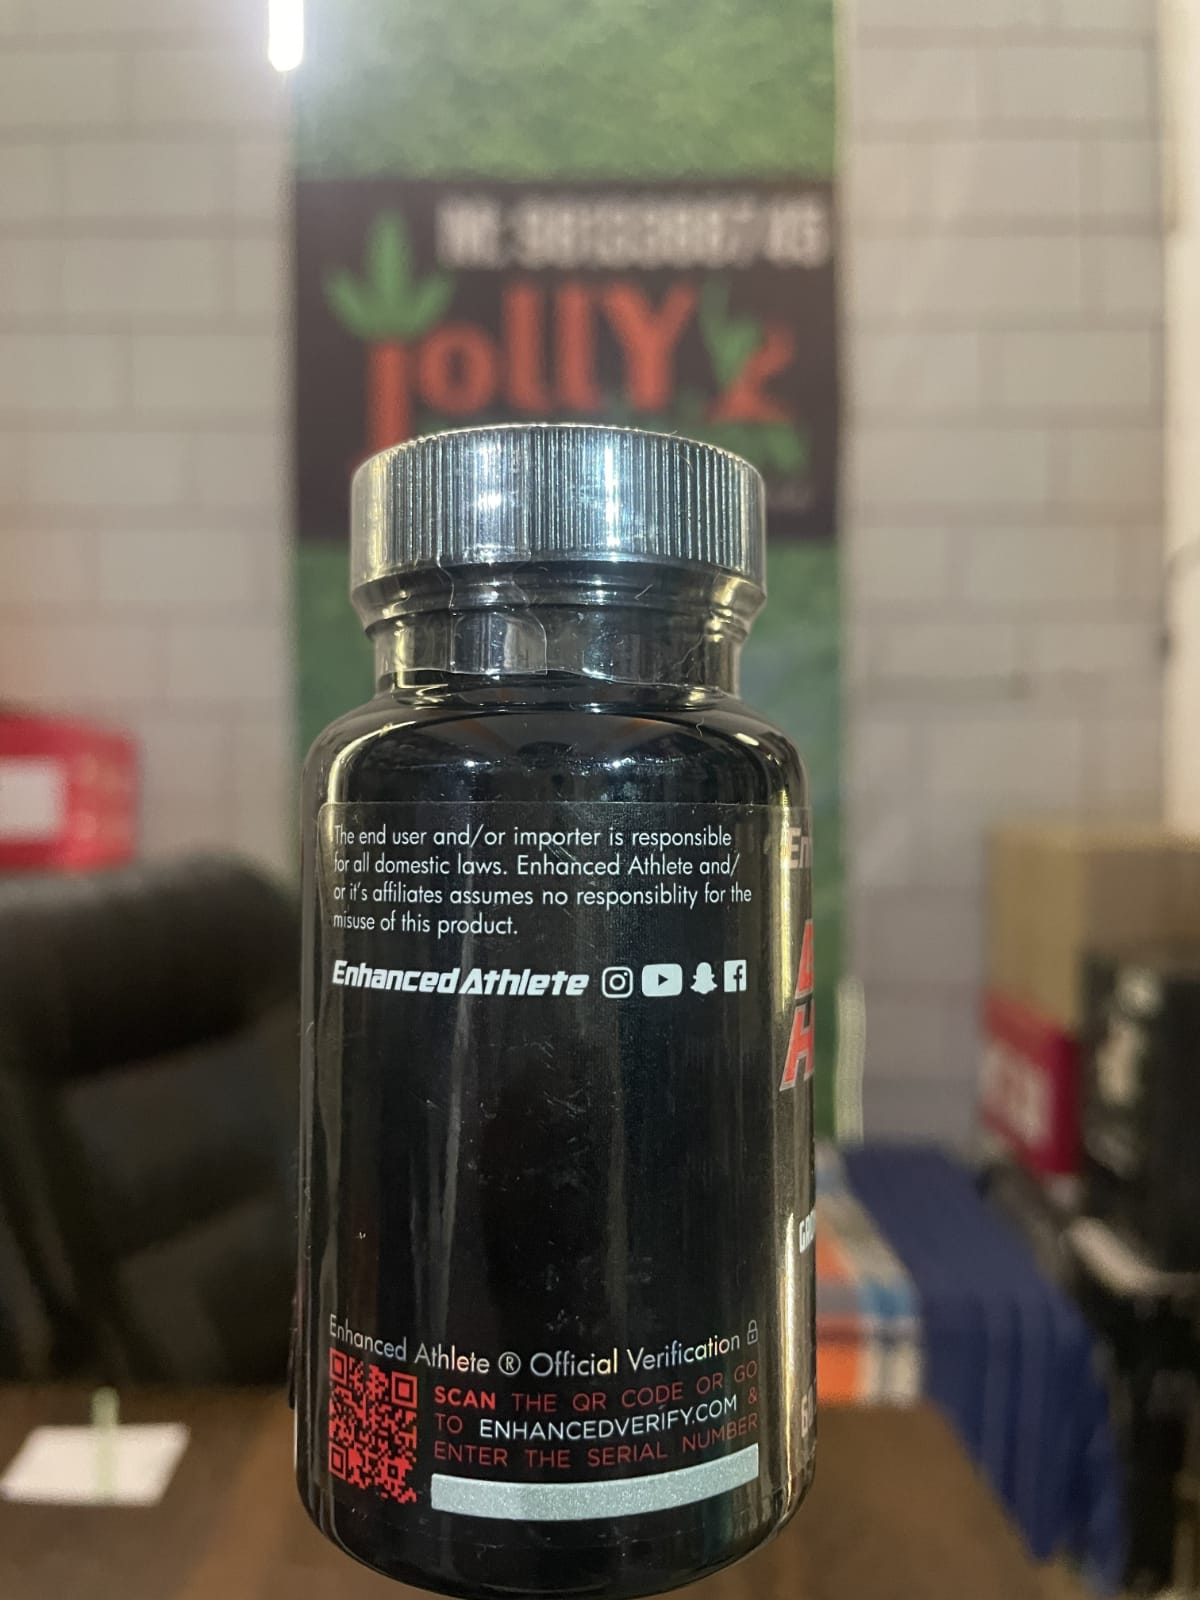 jollY'z
The end user and/or importer is responsible
for all domestic laws. Enhanced Athlete and/
or it's affiliates assumes no responsiblity for the
misuse of this product.
Enhanced Athlete
Enhanced Athlete ® Official Verification
SCAN THE QR CODE OR GO
TO ENHANCEDVERIFY.COM &
ENTER THE SERIAL NUMBER